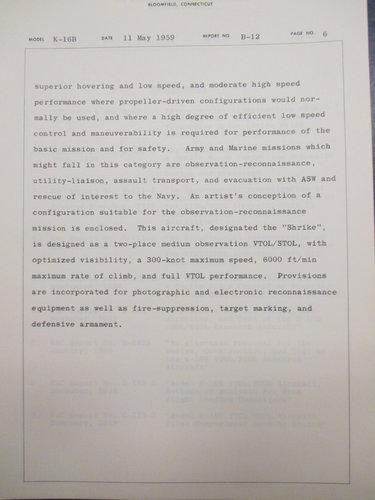 BLOOMFIELD, CONNECTICUT
MODEL K-16B DATE 11 May 1959 REPORT NO. B-12 PAGE NO. 6
superior hovering and low speed, and moderate high speed
performance where propeller-driven configurations would nor-
mally be used, and where a high degree of efficient low speed
control and maneuverability is required for performance of the
basic mission and for safety. Army and Marine missions which
might fall in this category are observation-reconnaissance,
utility-liaison, assault transport, and evacuation with ASW and
rescue of interest to the Navy. An artist's conception of a
configuration suitable for the observation-reconnaissance
mission is enclosed. This aircraft, designated the "Shrike",
is designed as a two-place medium observation VTOL/STOL, with
optimized visibility, a 300-knot maximum speed, 6000 ft/min
maximum rate of climb, and full VTOL performance. Provisions
are incorporated for photographic and electronic reconnaissance
equipment as well as fire-suppression, target marking, and
defensive armament.